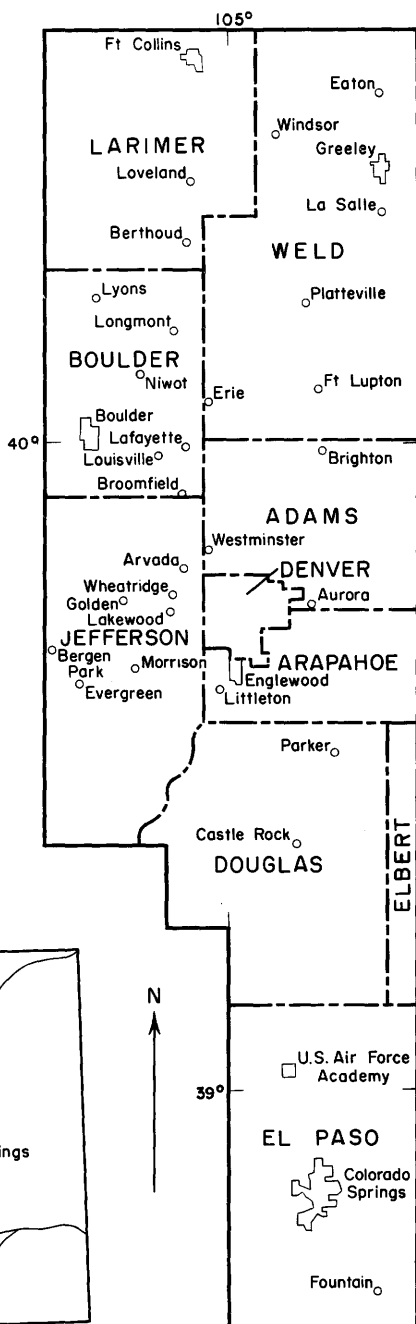 105°
Ft Collins
Eaton
Windsor
LARIMER
Greeley
Loveland
La Salle
Berthoud
WELD
Lyons
Platteville
Longmont
BOULDER
Niwot
Ft Lupton
Erie
Boulder
40°
Lafayette
Louisville
Brighton
Broomfield
ADAMS
Westminster
Arvada
DENVER
Wheatridge
Golden
Aurora
Lakewood
JEFFERSON
Bergen
Park
Morrison
ARAPAHOE
Evergreen
Englewood
Littleton
Parker
Castle Rock
DOUGLAS
ELBERT
N
U.S. Air Force
Academy
39°
EL PASO
ings
Colorado
Springs
Fountain